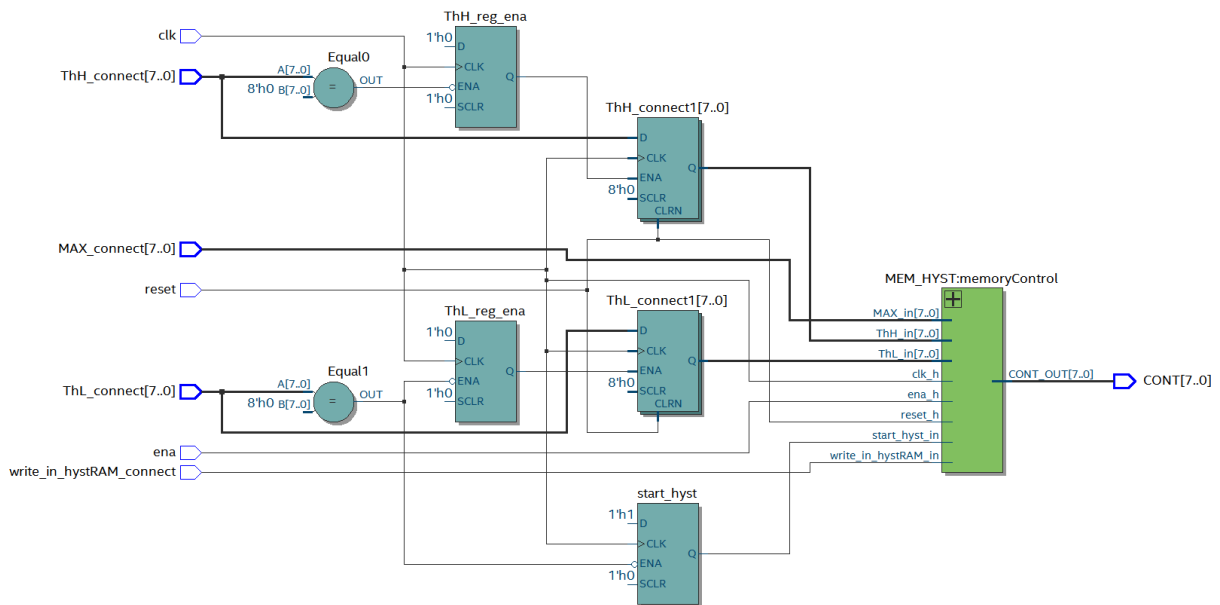 clk
ThH_connect[7..0]
MAX_connect[7..0]
reset
ThL_connect[7..0]
ena
write_in_hystRAM_connect
Equal0
A[7..0]
8'h0 B[7..0]
=
OUT
ThH_reg_ena
1'h0
D
CLK
ENA
1'h0
SCLR
Q
ThH_connect1[7..0]
D
CLK
ENA
8'h0
SCLR
CLRN
Q
Equal1
A[7..0]
8'h0 B[7..0]
=
OUT
ThL_reg_ena
1'h0
D
CLK
ENA
1'h0
SCLR
Q
ThL_connect1[7..0]
D
CLK
ENA
8'h0
SCLR
CLRN
Q
start_hyst
1'h1
D
CLK
ENA
1'h0
SCLR
Q
MEM_HYST:memoryControl
MAX_in[7..0]
ThH_in[7..0]
ThL_in[7..0]
clk_h
ena_h
reset_h
start_hyst_in
write_in_hystRAM_in
CONT_OUT[7..0]
CONT[7..0]